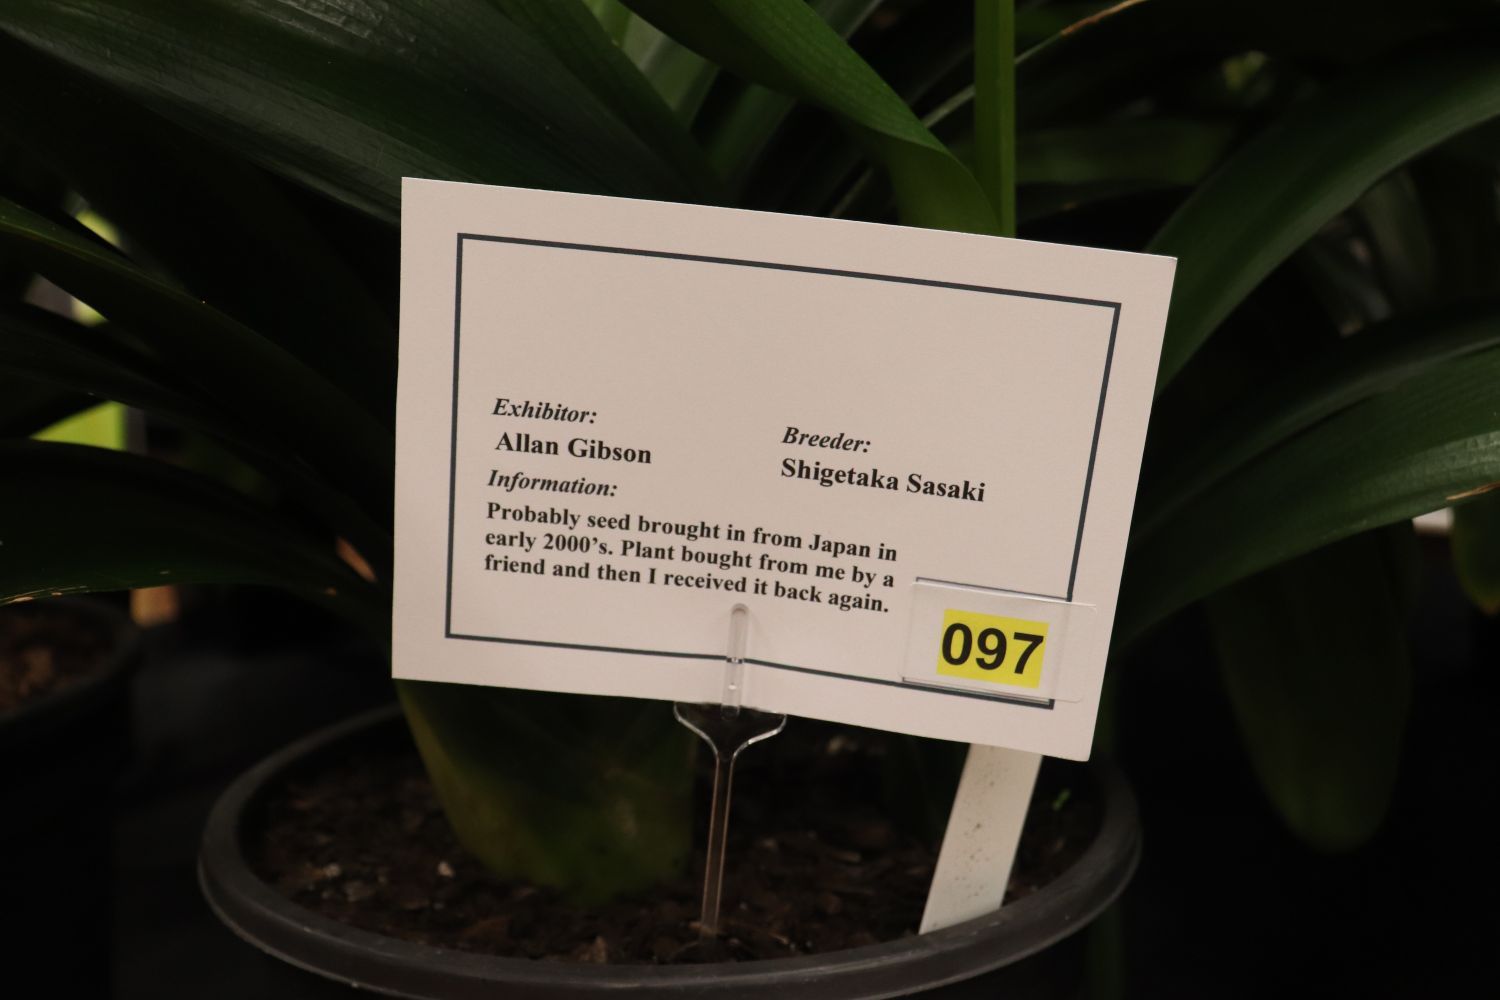 Exhibitor:
Allan Gibson
Breeder:
Shigetaka Sasaki
Information:
Probably seed brought in from Japan in
early 2000's. Plant bought from me by a
friend and then I received it back again.
097